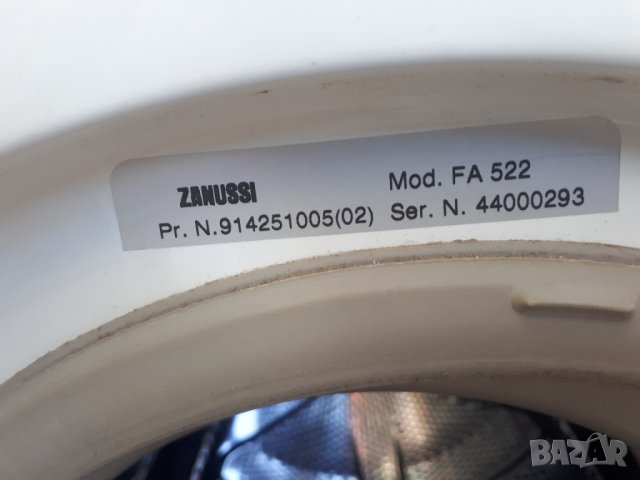 ZANUSSI Mod. FA 522
Pr. N.914251005(02) Ser. N. 44000293
BAZAR